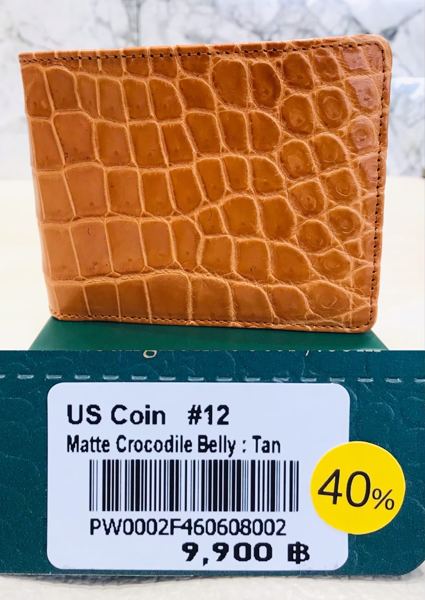 US Coin #12
Matte Crocodile Belly : Tan
PW0002F460608002
9,900 ฿
40%